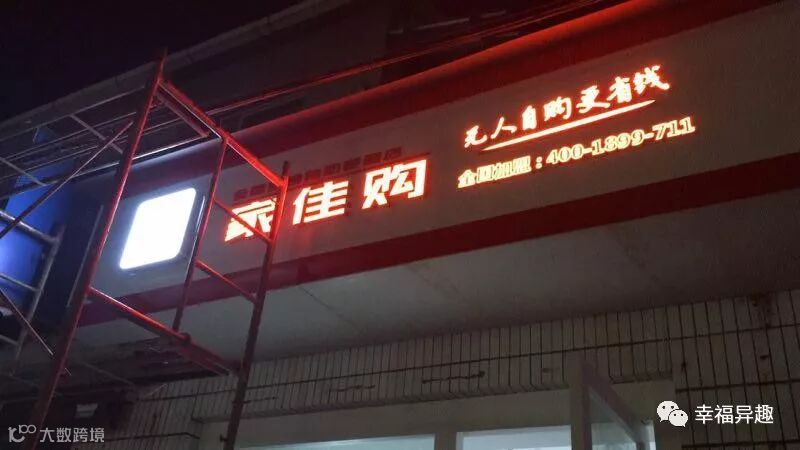 无人自购更省钱
全国加盟：400-1899-711
家佳购
幸福异趣
大数跨境